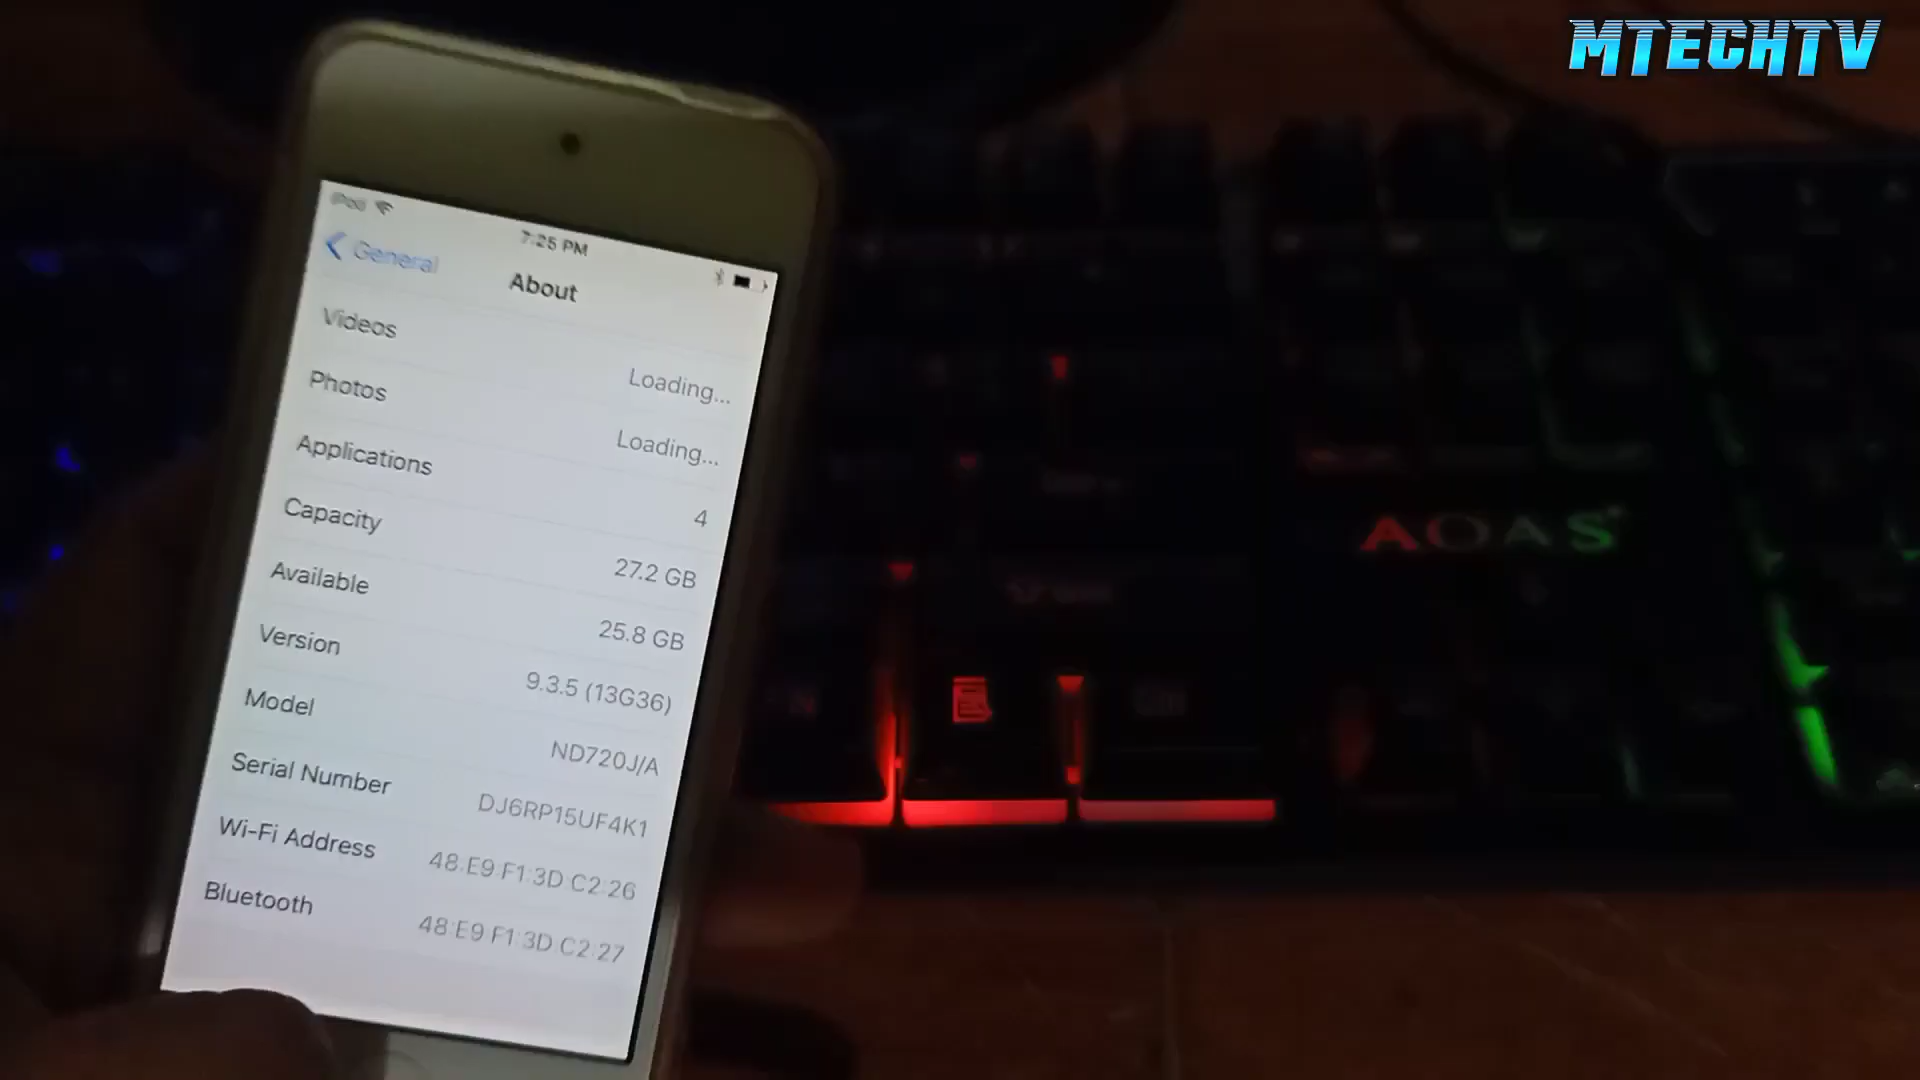 MTECHTV
iPod
7:25 PM
General
About
Videos
Loading...
Photos
Loading...
Applications
4
Capacity
27.2 GB
Available
25.8 GB
Version
9.3.5 (13G36)
Model
ND720J/A
Serial Number
DJ6RP15UF4K1
Wi-Fi Address
48:E9:F1:3D:C2:26
Bluetooth
48:E9:F1:3D:C2:27
AOAS
N